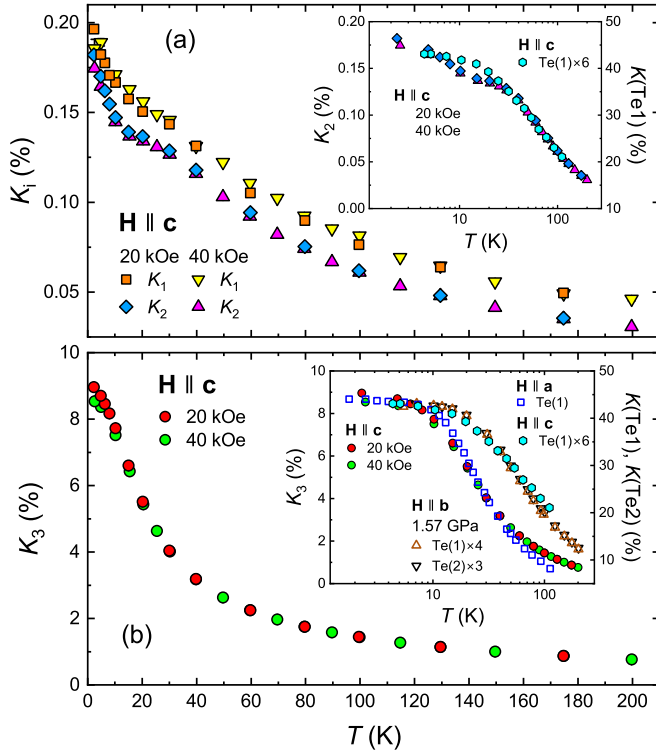 (a)
0.20
0.15
0.10
0.05
K_i (%)
H ∥ c
20 kOe 40 kOe
K_1 K_1
K_2 K_2
0.20
0.15
0.10
0.05
0.00
K_2 (%)
H ∥ c
Te(1)×6
H ∥ c
20 kOe
40 kOe
50
40
30
20
10
K(Te1) (%)
10 100
T (K)
10
8
6
4
2
0
K_3 (%)
(b)
H ∥ c
20 kOe
40 kOe
10
8
6
4
2
0
K_3 (%)
H ∥ a
Te(1)
H ∥ c
Te(1)×6
H ∥ c
20 kOe
40 kOe
H ∥ b
1.57 GPa
Te(1)×4
Te(2)×3
50
40
30
20
10
K(Te1), K(Te2) (%)
10 100
T (K)
0 20 40 60 80 100 120 140 160 180 200
T (K)